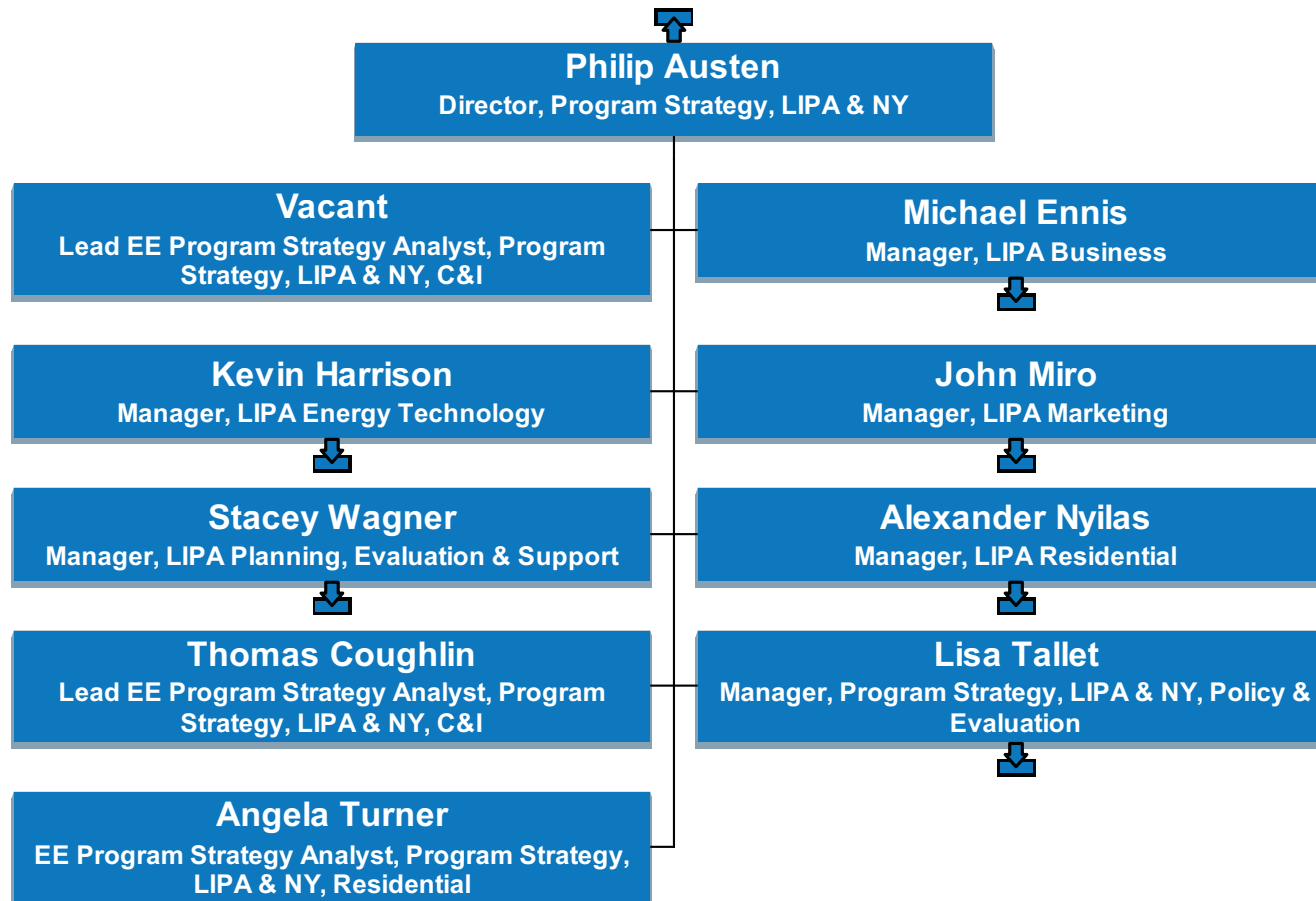 Philip Austen
Director, Program Strategy, LIPA & NY
Vacant
Lead EE Program Strategy Analyst, Program
Strategy, LIPA & NY, C&I
Michael Ennis
Manager, LIPA Business
Kevin Harrison
Manager, LIPA Energy Technology
John Miro
Manager, LIPA Marketing
Stacey Wagner
Manager, LIPA Planning, Evaluation & Support
Alexander Nyilas
Manager, LIPA Residential
Thomas Coughlin
Lead EE Program Strategy Analyst, Program
Strategy, LIPA & NY, C&I
Lisa Tallet
Manager, Program Strategy, LIPA & NY, Policy &
Evaluation
Angela Turner
EE Program Strategy Analyst, Program Strategy,
LIPA & NY, Residential